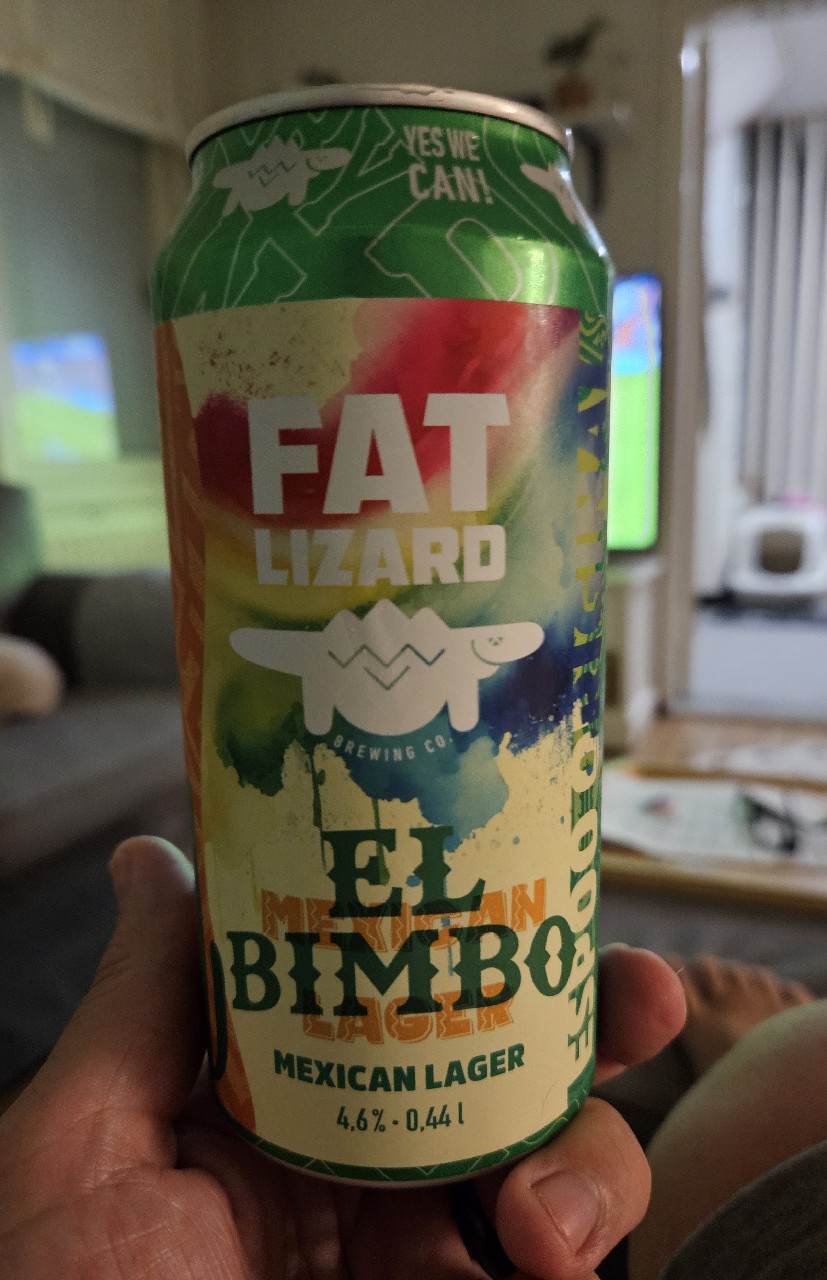 YES WE
CAN!
FAT
LIZARD
BREWING CO.
EL
MEXICAN
BIMBO
LAGER
MEXICAN LAGER
4,6% · 0,44 l